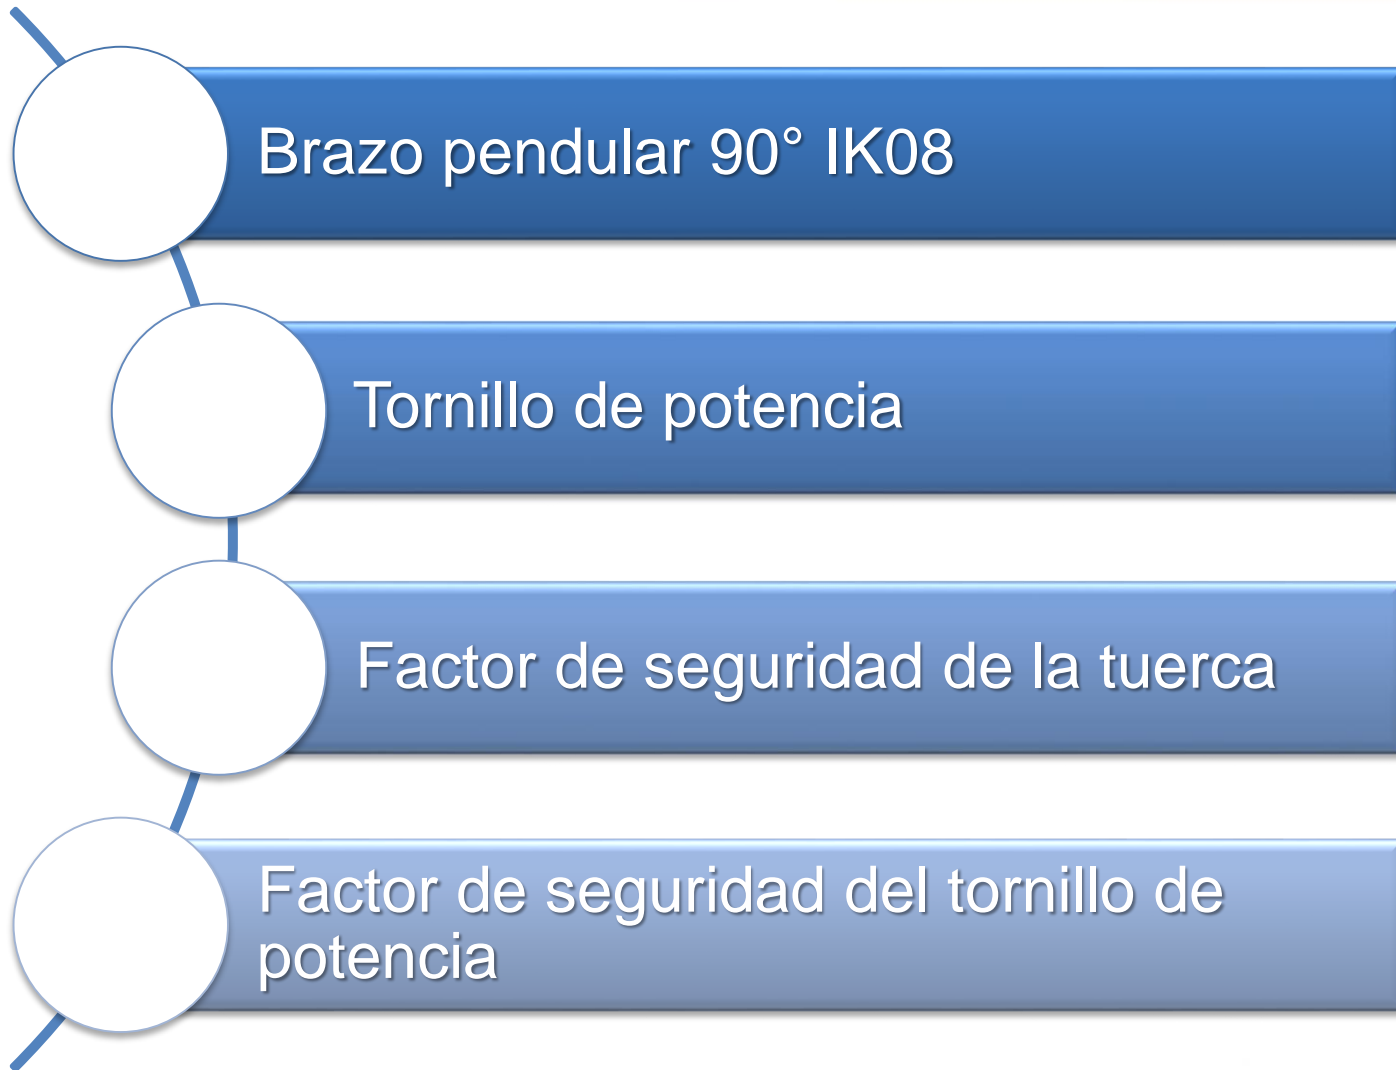 Brazo pendular 90° IK08
Tornillo de potencia
Factor de seguridad de la tuerca
Factor de seguridad del tornillo de
potencia